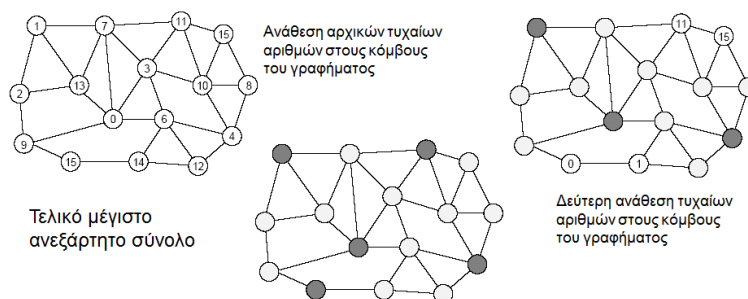 1
7
11
15
3
13
10
8
2
0
6
4
9
15
14
12
Ανάθεση αρχικών τυχαίων
αριθμών στους κόμβους
του γραφήματος
11
15
0
1
Τελικό μέγιστο
ανεξάρτητο σύνολο
Δεύτερη ανάθεση τυχαίων
αριθμών στους κόμβους
του γραφήματος